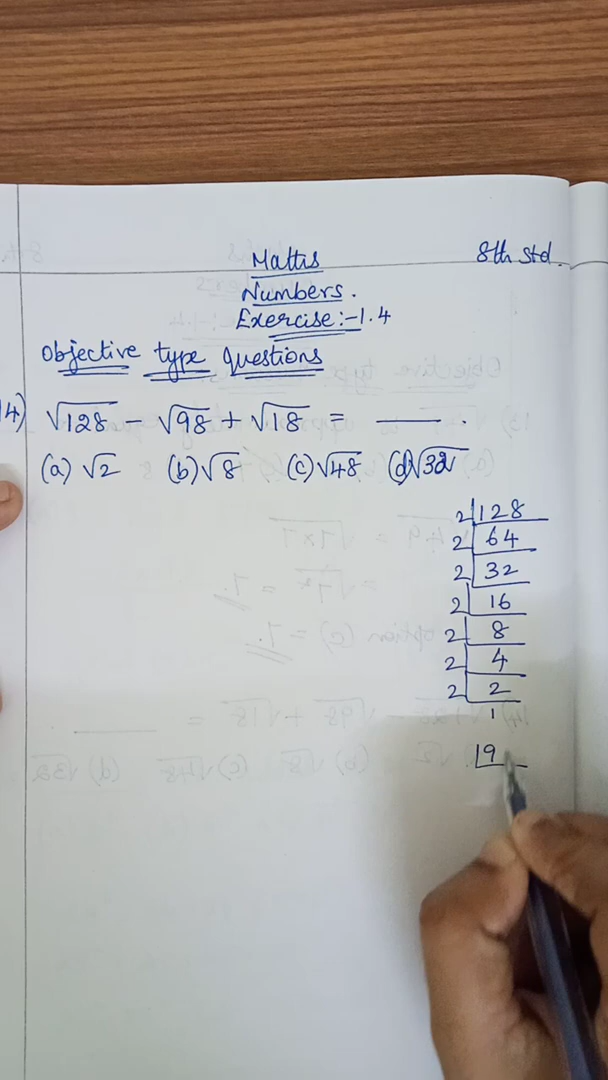 Maths 8th Std.
Numbers.
Exercise:-1.4
Objective type Questions
14) √128 - √98 + √18 = ____ .
(a) √2 (b) √8 (c) √48 (d) √32
2 | 128
2 | 64
2 | 32
2 | 16
2 | 8
2 | 4
2 | 2
1
| 9